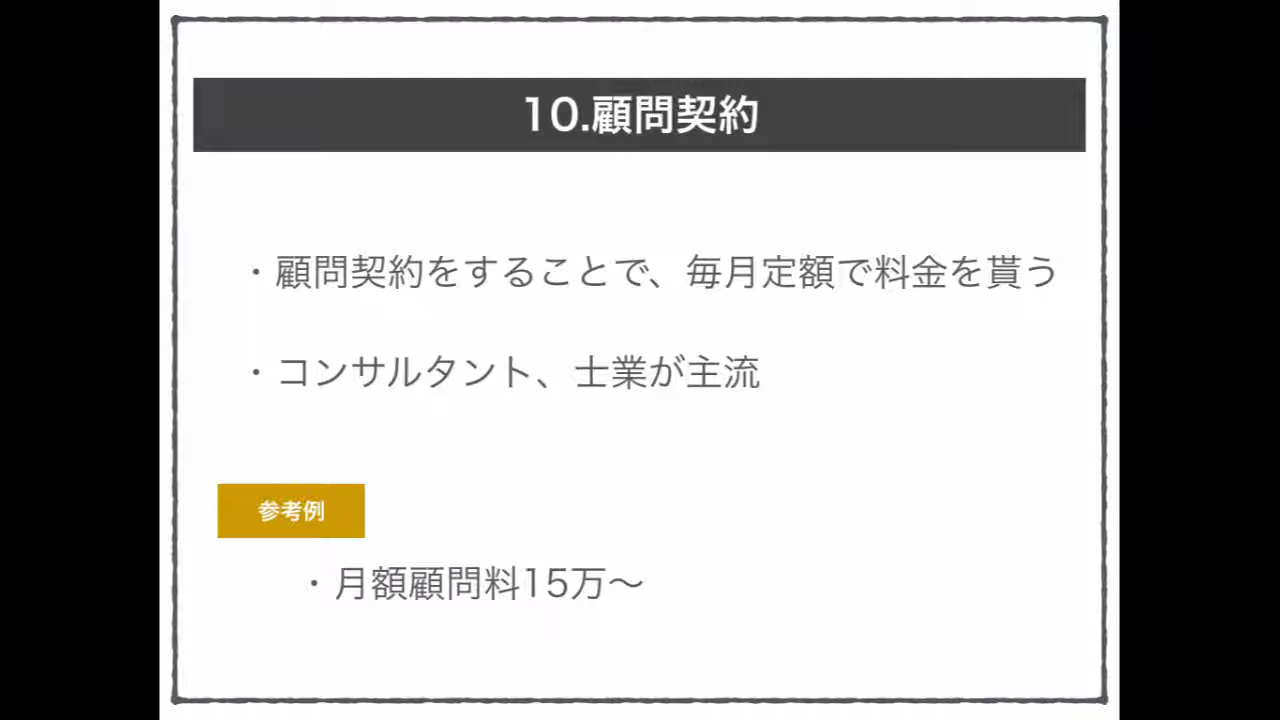 10.顧問契約
・顧問契約をすることで、毎月定額で料金を貰う
・コンサルタント、士業が主流
参考例
・月額顧問料15万〜